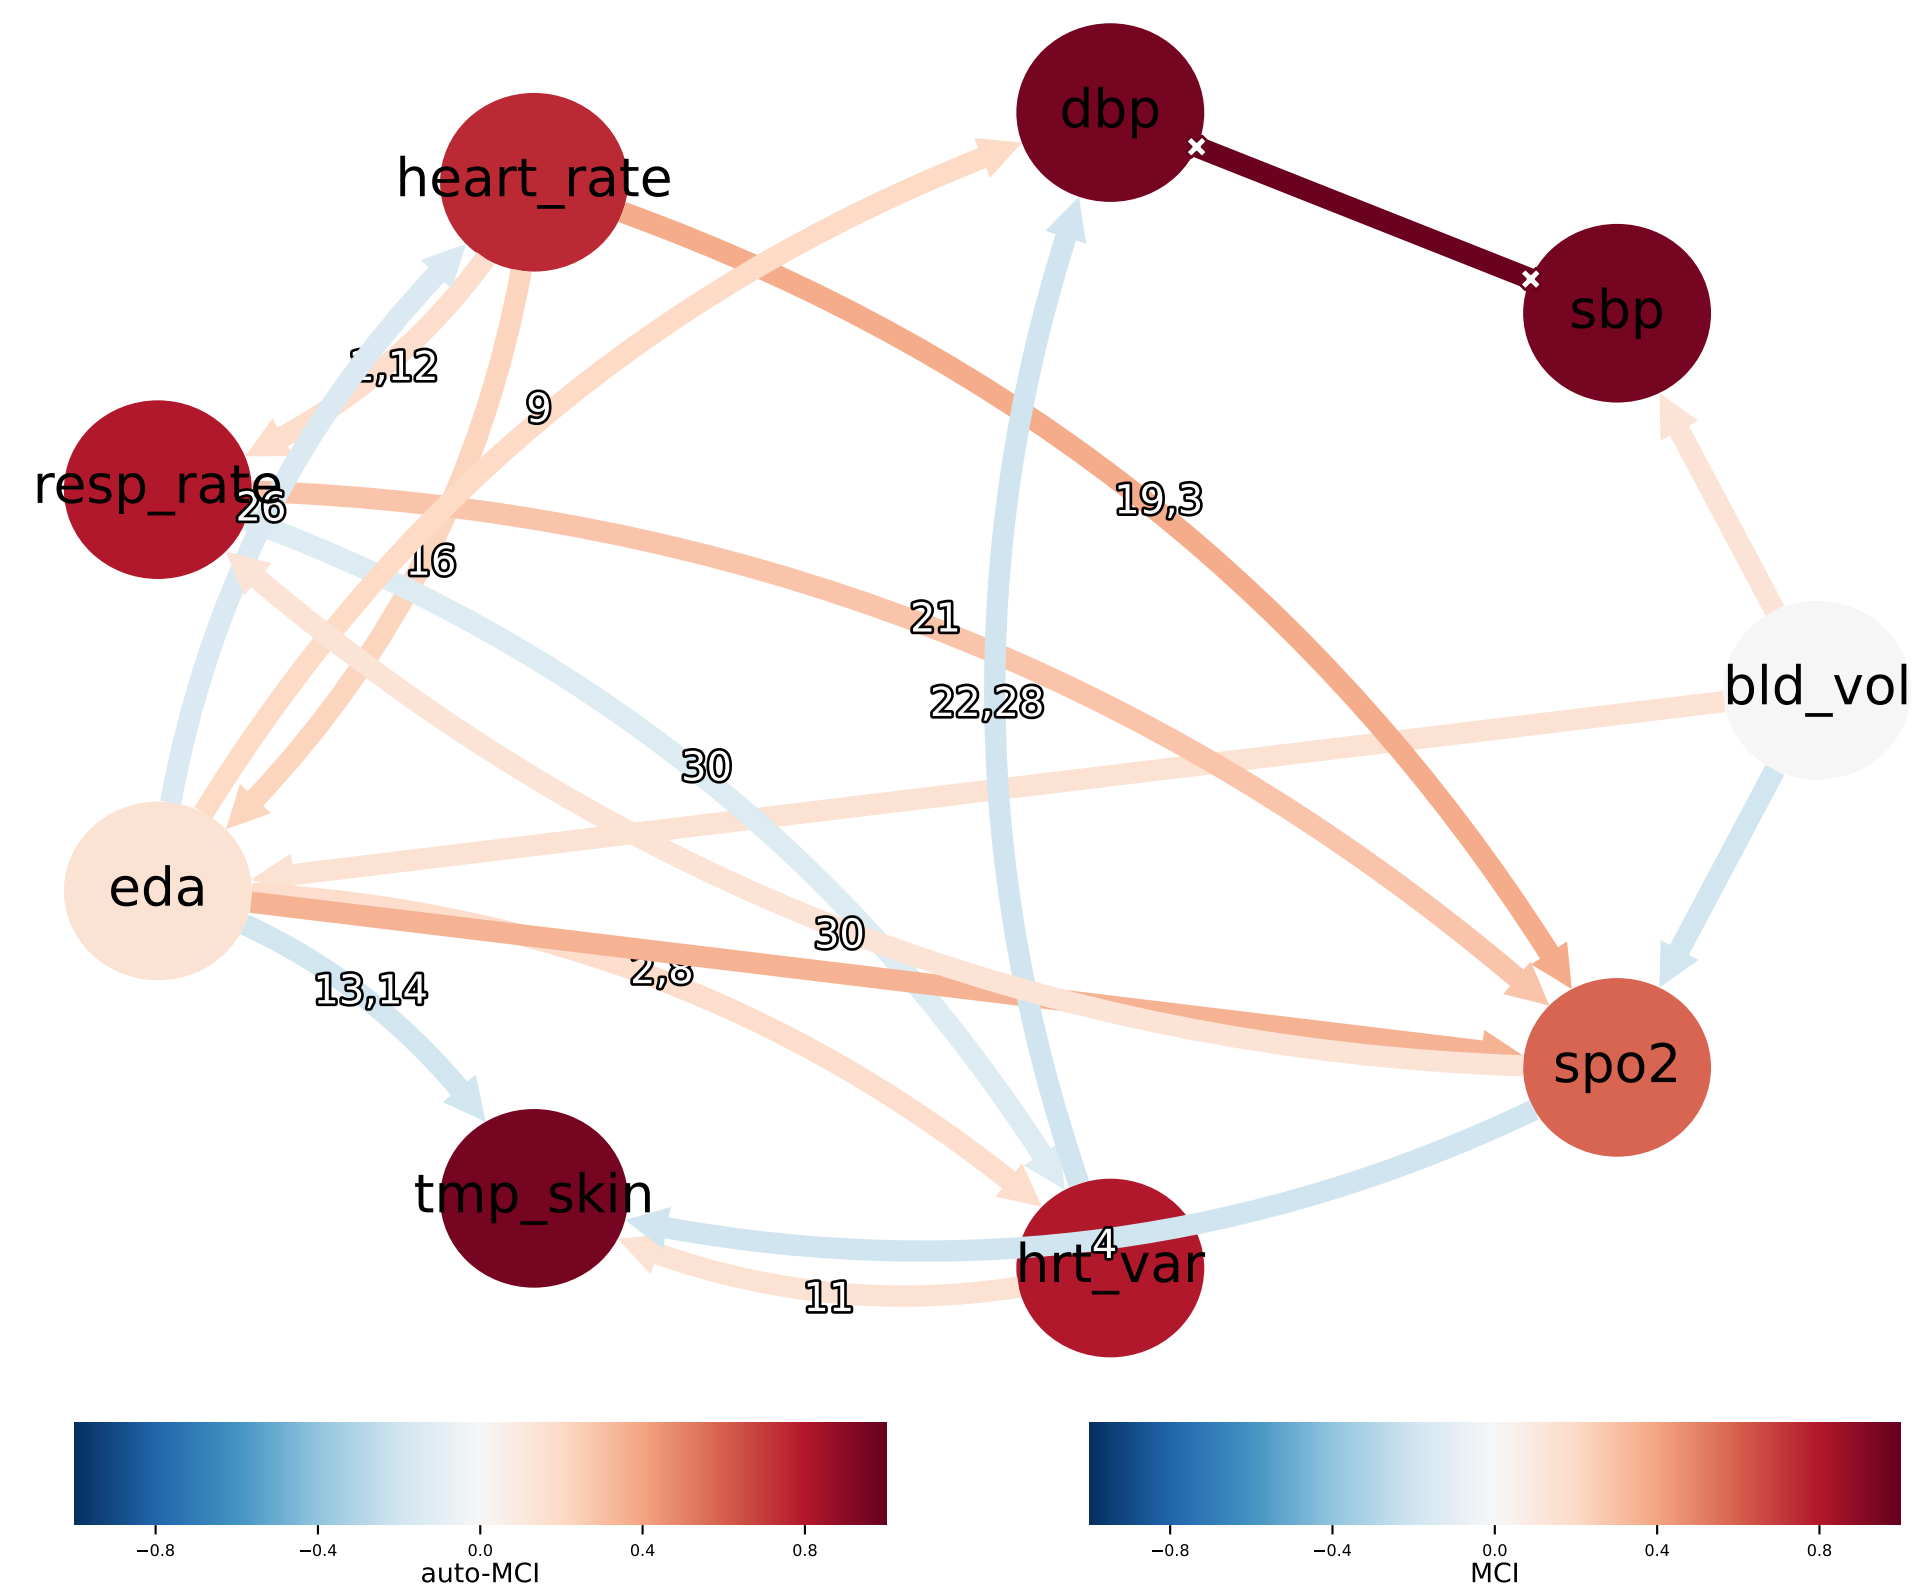 dbp
heart_rate
sbp
,12
9
resp_rate
26
19,3
16
21
bld_vol
22,28
30
eda
30
2,8
13,14
spo2
tmp_skin
4
hrt_var
11
−0.8 −0.4 0.0 0.4 0.8
auto-MCI
−0.8 −0.4 0.0 0.4 0.8
MCI